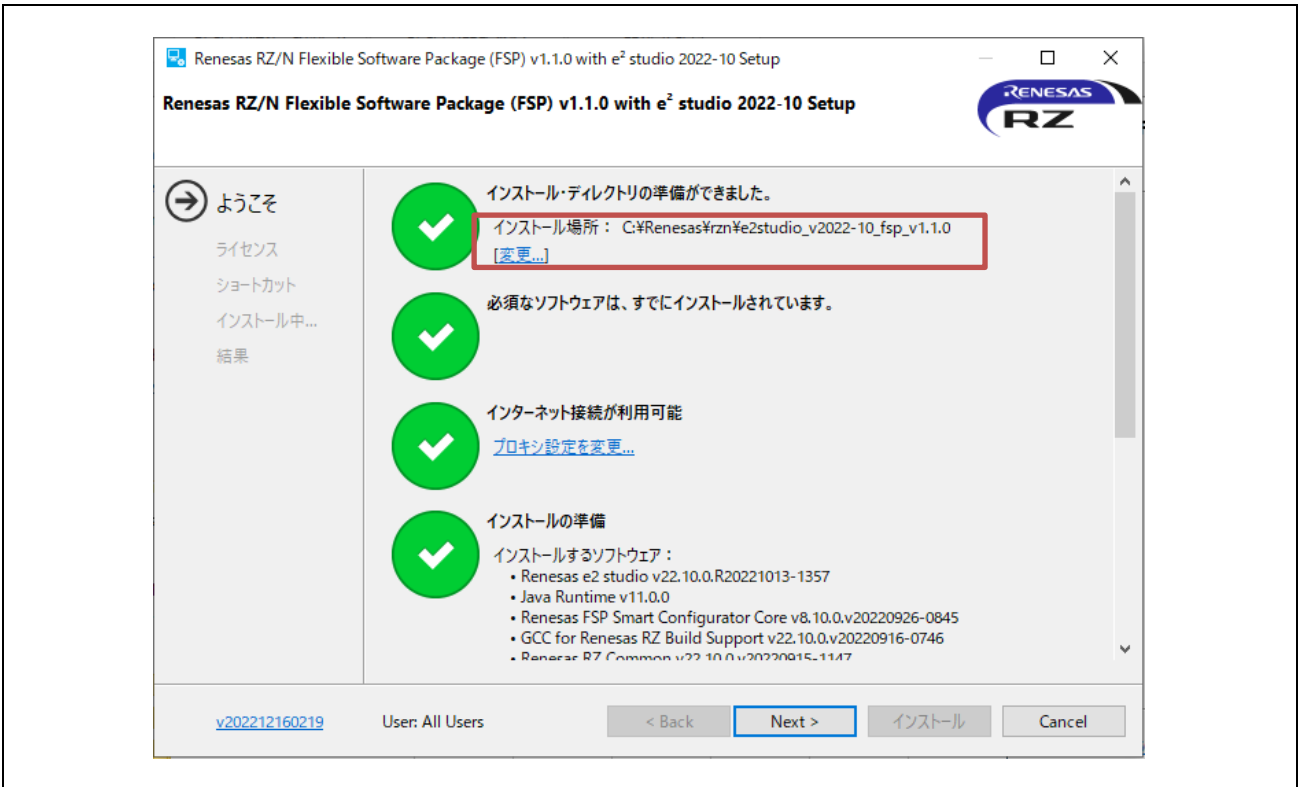 Renesas RZ/N Flexible Software Package (FSP) v1.1.0 with e² studio 2022-10 Setup
Renesas RZ/N Flexible Software Package (FSP) v1.1.0 with e² studio 2022-10 Setup
RENESAS
RZ
ようこそ
ライセンス
ショートカット
インストール中...
結果
インストール・ディレクトリの準備ができました。
インストール場所： C:¥Renesas¥rzn¥e2studio_v2022-10_fsp_v1.1.0
[変更...]
必須なソフトウェアは、すでにインストールされています。
インターネット接続が利用可能
プロキシ設定を変更...
インストールの準備
インストールするソフトウェア：
• Renesas e2 studio v22.10.0.R20221013-1357
• Java Runtime v11.0.0
• Renesas FSP Smart Configurator Core v8.10.0.v20220926-0845
• GCC for Renesas RZ Build Support v22.10.0.v20220916-0746
• Renesas RZ Common v22.10.0.v20220915-1147
v202212160219
User: All Users
< Back
Next >
インストール
Cancel